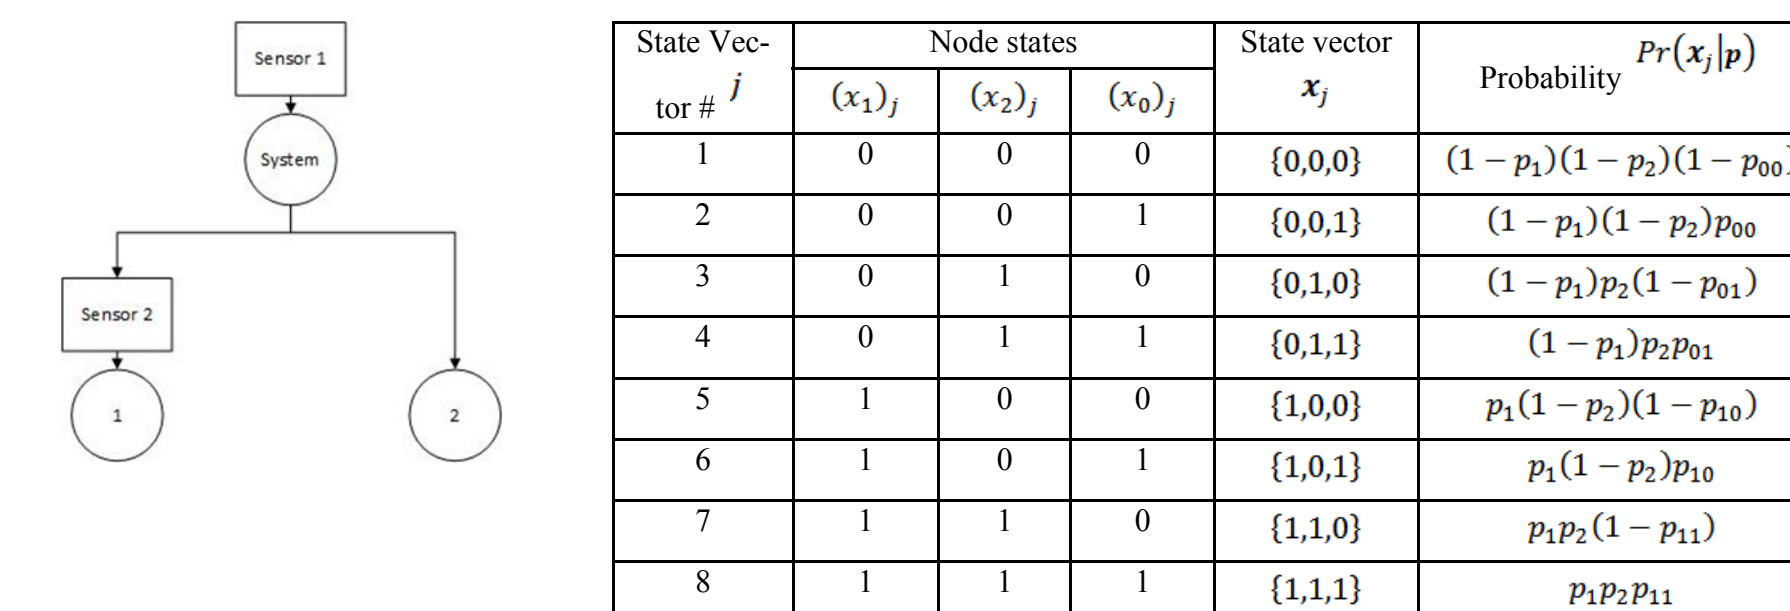 Sensor 1
System
Sensor 2
1
2
State Vec-
tor # j
Node states
(x₁)ⱼ (x₂)ⱼ (x₀)ⱼ
State vector
𝒙ⱼ
Probability Pr(𝒙ⱼ|𝒑)
1 0 0 0 {0,0,0} (1 − p₁)(1 − p₂)(1 − p₀₀)
2 0 0 1 {0,0,1} (1 − p₁)(1 − p₂)p₀₀
3 0 1 0 {0,1,0} (1 − p₁)p₂(1 − p₀₁)
4 0 1 1 {0,1,1} (1 − p₁)p₂p₀₁
5 1 0 0 {1,0,0} p₁(1 − p₂)(1 − p₁₀)
6 1 0 1 {1,0,1} p₁(1 − p₂)p₁₀
7 1 1 0 {1,1,0} p₁p₂(1 − p₁₁)
8 1 1 1 {1,1,1} p₁p₂p₁₁